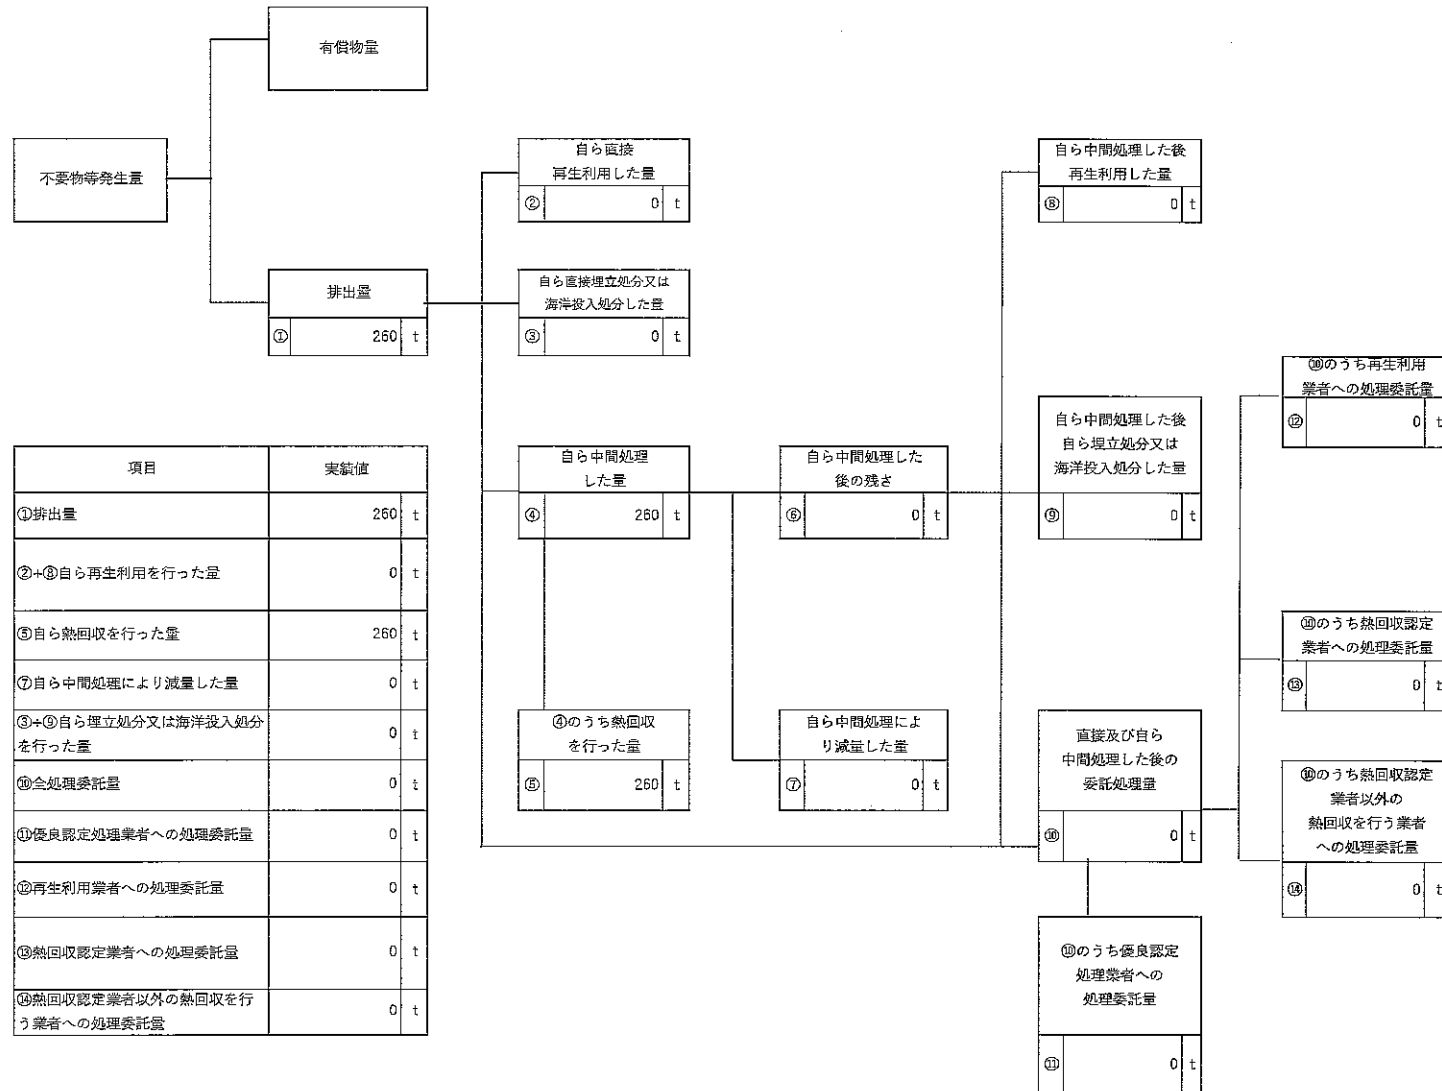 有償物量
不要物等発生量
排出量
① 260 t
自ら直接
再生利用した量
② 0 t
自ら直接埋立処分又は
海洋投入処分した量
③ 0 t
自ら中間処理
した量
④ 260 t
④のうち熱回収
を行った量
⑤ 260 t
自ら中間処理した
後の残さ
⑥ 0 t
自ら中間処理によ
り減量した量
⑦ 0 t
自ら中間処理した後
再生利用した量
⑧ 0 t
自ら中間処理した後
自ら埋立処分又は
海洋投入処分した量
⑨ 0 t
直接及び自ら
中間処理した後の
委託処理量
⑩ 0 t
⑩のうち優良認定
処理業者への
処理委託量
⑪ 0 t
⑩のうち再生利用
業者への処理委託量
⑫ 0 t
⑩のうち熱回収認定
業者への処理委託量
⑬ 0 t
⑩のうち熱回収認定
業者以外の
熱回収を行う業者
への処理委託量
⑭ 0 t
項目 実績値
①排出量 260 t
②+⑧自ら再生利用を行った量 0 t
⑤自ら熱回収を行った量 260 t
⑦自ら中間処理により減量した量 0 t
③+⑨自ら埋立処分又は海洋投入処分
を行った量 0 t
⑩全処理委託量 0 t
⑪優良認定処理業者への処理委託量 0 t
⑫再生利用業者への処理委託量 0 t
⑬熱回収認定業者への処理委託量 0 t
⑭熱回収認定業者以外の熱回収を行
う業者への処理委託量 0 t